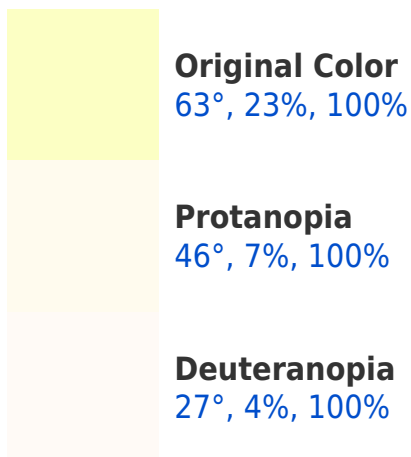 Original Color
63°, 23%, 100%
Protanopia
46°, 7%, 100%
Deuteranopia
27°, 4%, 100%